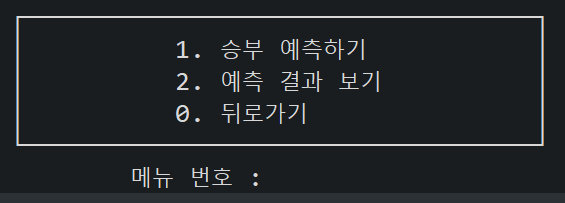 1. 승부 예측하기
2. 예측 결과 보기
0. 뒤로가기
메뉴 번호 :